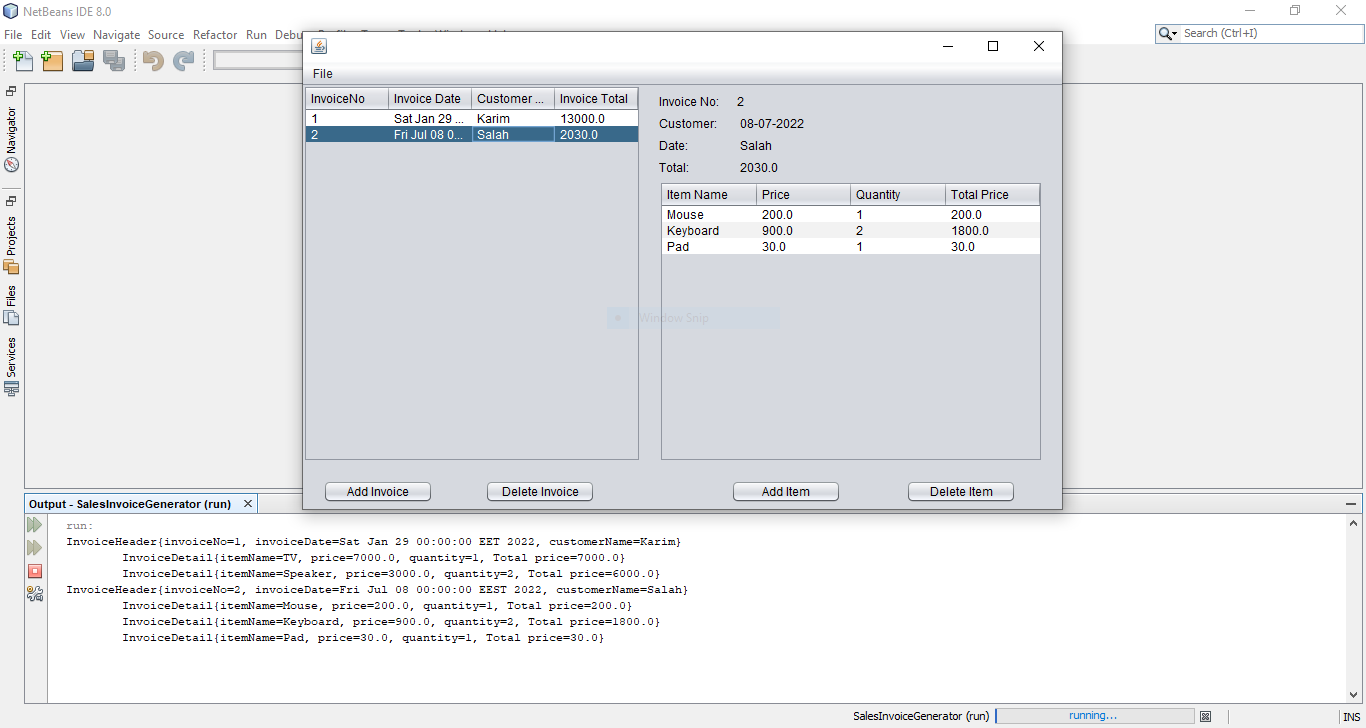 NetBeans IDE 8.0
File Edit View Navigate Source Refactor Run
Search (Ctrl+I)
File
Navigator
Projects
Files
Services
InvoiceNo Invoice Date Customer ... Invoice Total
1 Sat Jan 29 ... Karim 13000.0
2 Fri Jul 08 0... Salah 2030.0
Invoice No: 2
Customer: 08-07-2022
Date: Salah
Total: 2030.0
Item Name Price Quantity Total Price
Mouse 200.0 1 200.0
Keyboard 900.0 2 1800.0
Pad 30.0 1 30.0
Window Snip
Add Invoice Delete Invoice Add Item Delete Item
Output - SalesInvoiceGenerator (run)
run:
InvoiceHeader{invoiceNo=1, invoiceDate=Sat Jan 29 00:00:00 EET 2022, customerName=Karim}
InvoiceDetail{itemName=TV, price=7000.0, quantity=1, Total price=7000.0}
InvoiceDetail{itemName=Speaker, price=3000.0, quantity=2, Total price=6000.0}
InvoiceHeader{invoiceNo=2, invoiceDate=Fri Jul 08 00:00:00 EEST 2022, customerName=Salah}
InvoiceDetail{itemName=Mouse, price=200.0, quantity=1, Total price=200.0}
InvoiceDetail{itemName=Keyboard, price=900.0, quantity=2, Total price=1800.0}
InvoiceDetail{itemName=Pad, price=30.0, quantity=1, Total price=30.0}
SalesInvoiceGenerator (run) running... INS